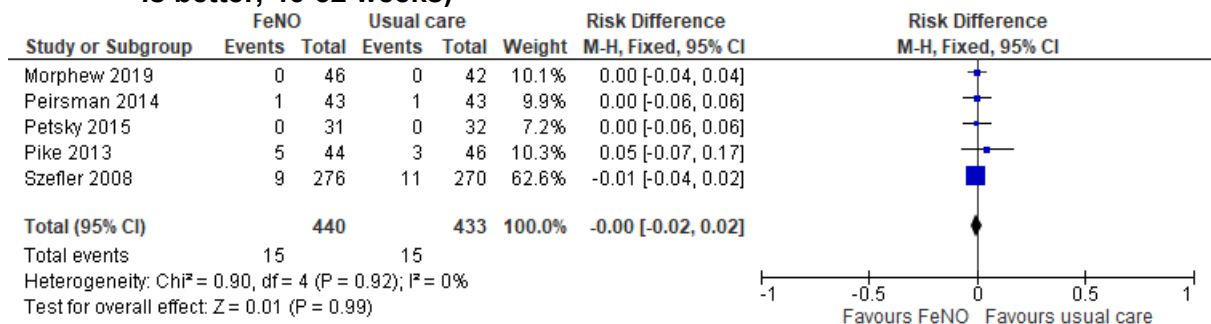 is better, weeks)
FeNO Usual care Risk Difference Risk Difference
Study or Subgroup Events Total Events Total Weight M-H, Fixed, 95% CI M-H, Fixed, 95% CI
Morphew 2019 0 46 0 42 10.1% 0.00 [-0.04, 0.04]
Peirsman 2014 1 43 1 43 9.9% 0.00 [-0.06, 0.06]
Petsky 2015 0 31 0 32 7.2% 0.00 [-0.06, 0.06]
Pike 2013 5 44 3 46 10.3% 0.05 [-0.07, 0.17]
Szefler 2008 9 276 11 270 62.6% -0.01 [-0.04, 0.02]
Total (95% CI) 440 433 100.0% -0.00 [-0.02, 0.02]
Total events 15 15
Heterogeneity: Chi² = 0.90, df = 4 (P = 0.92); I² = 0%
Test for overall effect: Z = 0.01 (P = 0.99)
-1 -0.5 0 0.5 1
Favours FeNO Favours usual care